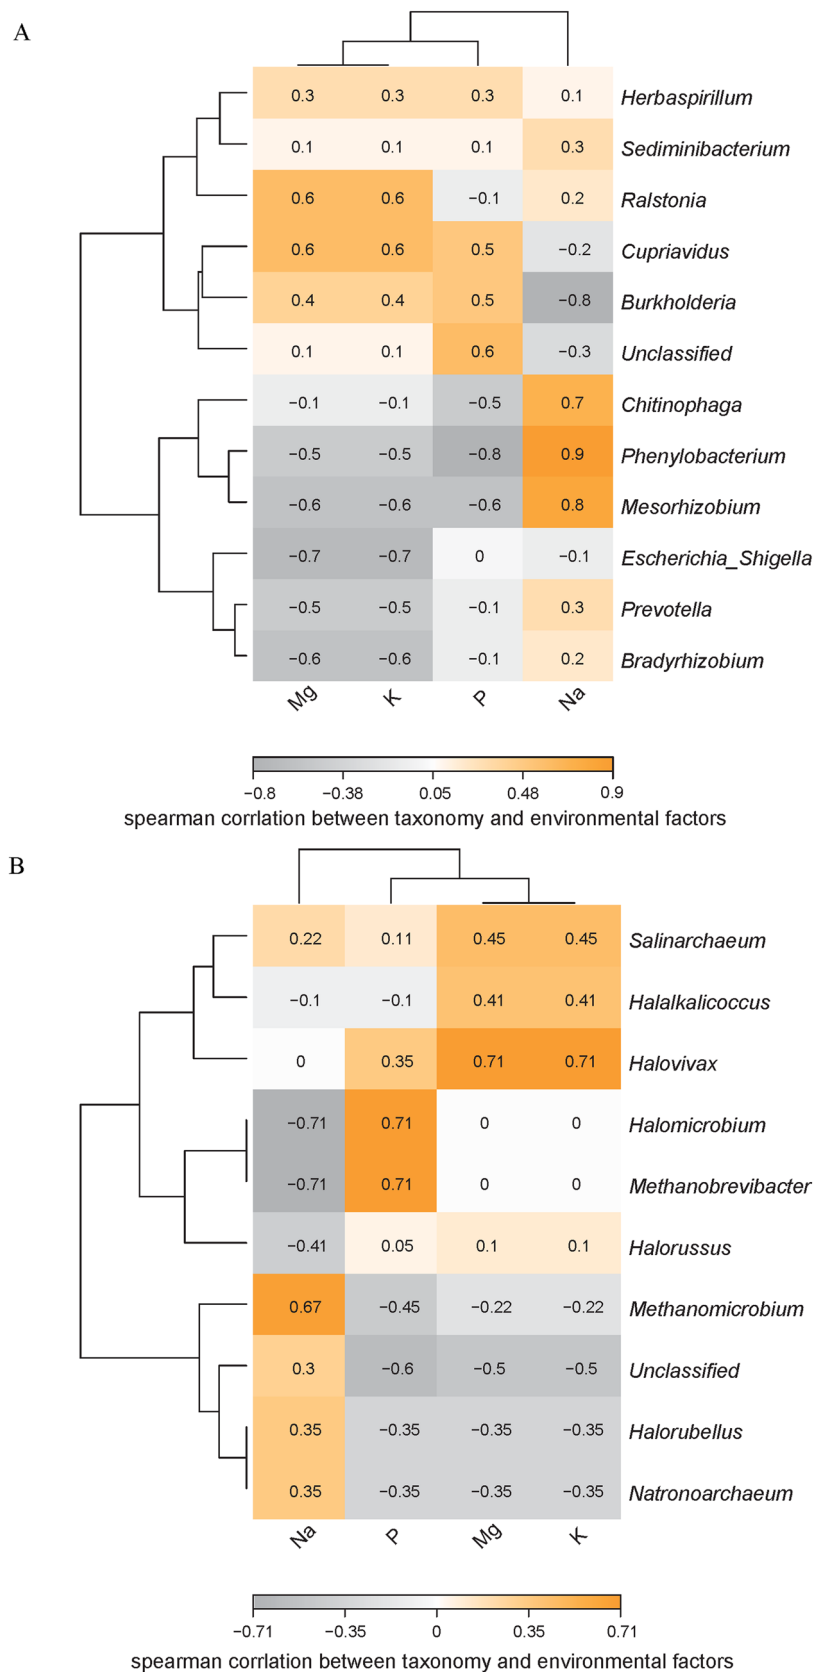 A
0.3 0.3 0.3 0.1 Herbaspirillum
0.1 0.1 0.1 0.3 Sediminibacterium
0.6 0.6 −0.1 0.2 Ralstonia
0.6 0.6 0.5 −0.2 Cupriavidus
0.4 0.4 0.5 −0.8 Burkholderia
0.1 0.1 0.6 −0.3 Unclassified
−0.1 −0.1 −0.5 0.7 Chitinophaga
−0.5 −0.5 −0.8 0.9 Phenylobacterium
−0.6 −0.6 −0.6 0.8 Mesorhizobium
−0.7 −0.7 0 −0.1 Escherichia_Shigella
−0.5 −0.5 −0.1 0.3 Prevotella
−0.6 −0.6 −0.1 0.2 Bradyrhizobium
Mg K P Na
−0.8 −0.38 0.05 0.48 0.9
spearman corrlation between taxonomy and environmental factors
B
0.22 0.11 0.45 0.45 Salinarchaeum
−0.1 −0.1 0.41 0.41 Halalkalicoccus
0 0.35 0.71 0.71 Halovivax
−0.71 0.71 0 0 Halomicrobium
−0.71 0.71 0 0 Methanobrevibacter
−0.41 0.05 0.1 0.1 Halorussus
0.67 −0.45 −0.22 −0.22 Methanomicrobium
0.3 −0.6 −0.5 −0.5 Unclassified
0.35 −0.35 −0.35 −0.35 Halorubellus
0.35 −0.35 −0.35 −0.35 Natronoarchaeum
Na P Mg K
−0.71 −0.35 0 0.35 0.71
spearman corrlation between taxonomy and environmental factors